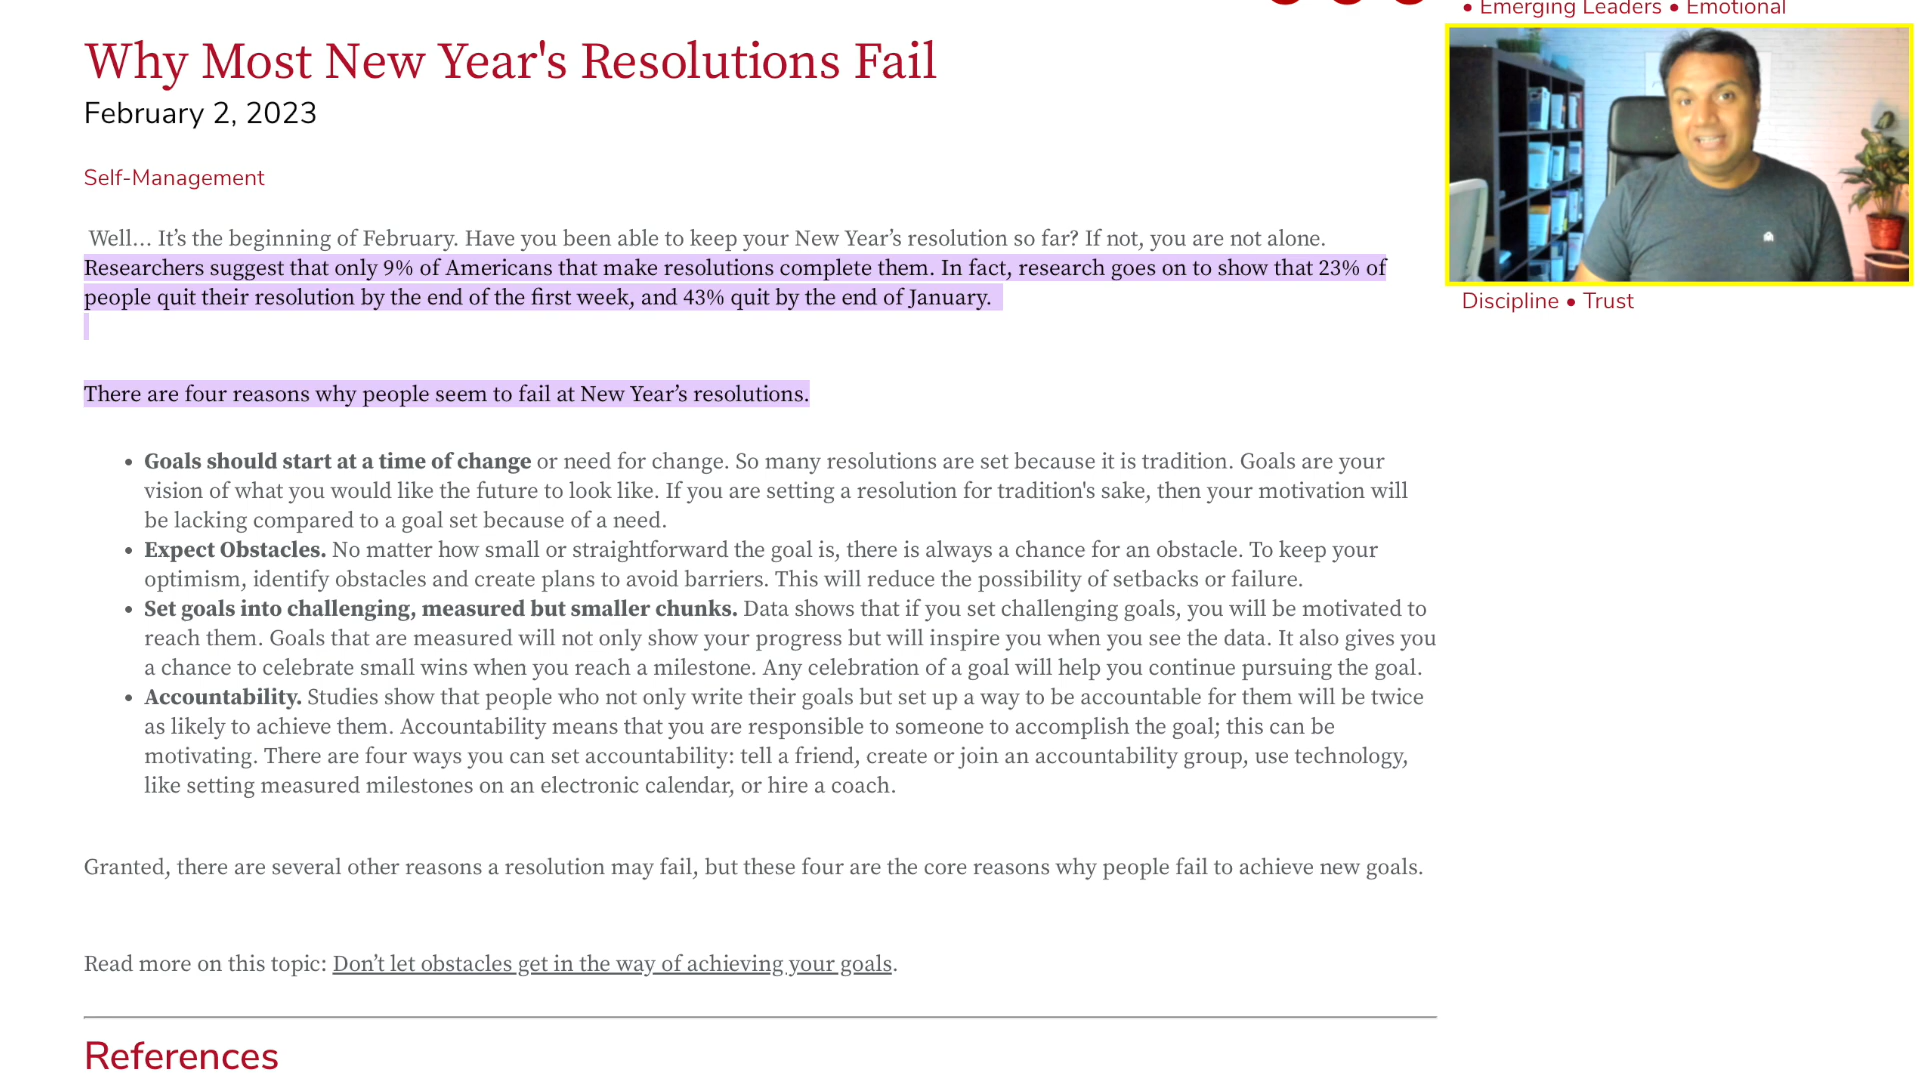 • Emerging Leaders • Emotional
Why Most New Year's Resolutions Fail
February 2, 2023
Self-Management
Well… It’s the beginning of February. Have you been able to keep your New Year’s resolution so far? If not, you are not alone.
Researchers suggest that only 9% of Americans that make resolutions complete them. In fact, research goes on to show that 23% of
people quit their resolution by the end of the first week, and 43% quit by the end of January.
Discipline • Trust
There are four reasons why people seem to fail at New Year’s resolutions.
• Goals should start at a time of change or need for change. So many resolutions are set because it is tradition. Goals are your
vision of what you would like the future to look like. If you are setting a resolution for tradition's sake, then your motivation will
be lacking compared to a goal set because of a need.
• Expect Obstacles. No matter how small or straightforward the goal is, there is always a chance for an obstacle. To keep your
optimism, identify obstacles and create plans to avoid barriers. This will reduce the possibility of setbacks or failure.
• Set goals into challenging, measured but smaller chunks. Data shows that if you set challenging goals, you will be motivated to
reach them. Goals that are measured will not only show your progress but will inspire you when you see the data. It also gives you
a chance to celebrate small wins when you reach a milestone. Any celebration of a goal will help you continue pursuing the goal.
• Accountability. Studies show that people who not only write their goals but set up a way to be accountable for them will be twice
as likely to achieve them. Accountability means that you are responsible to someone to accomplish the goal; this can be
motivating. There are four ways you can set accountability: tell a friend, create or join an accountability group, use technology,
like setting measured milestones on an electronic calendar, or hire a coach.
Granted, there are several other reasons a resolution may fail, but these four are the core reasons why people fail to achieve new goals.
Read more on this topic: Don’t let obstacles get in the way of achieving your goals.
References